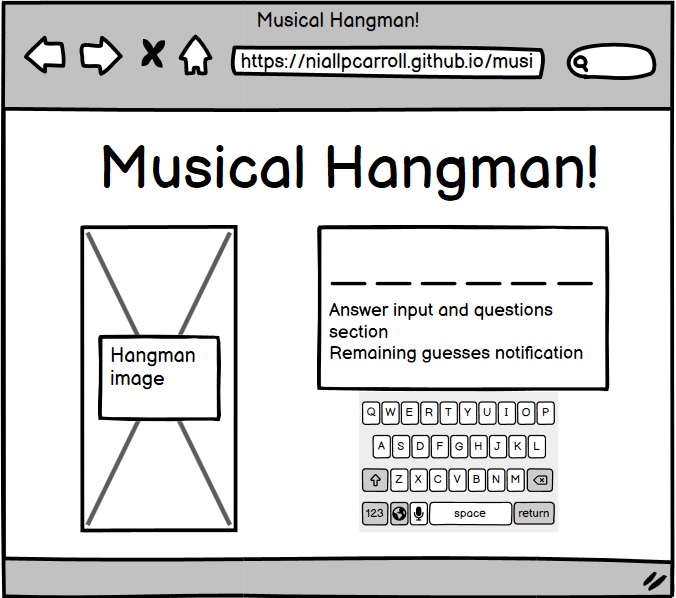 Musical Hangman!
https://niallpcarroll.github.io/musi
Musical Hangman!
Hangman
image
Answer input and questions
section
Remaining guesses notification
Q W E R T Y U I O P
A S D F G H J K L
Z X C V B N M
123 space return